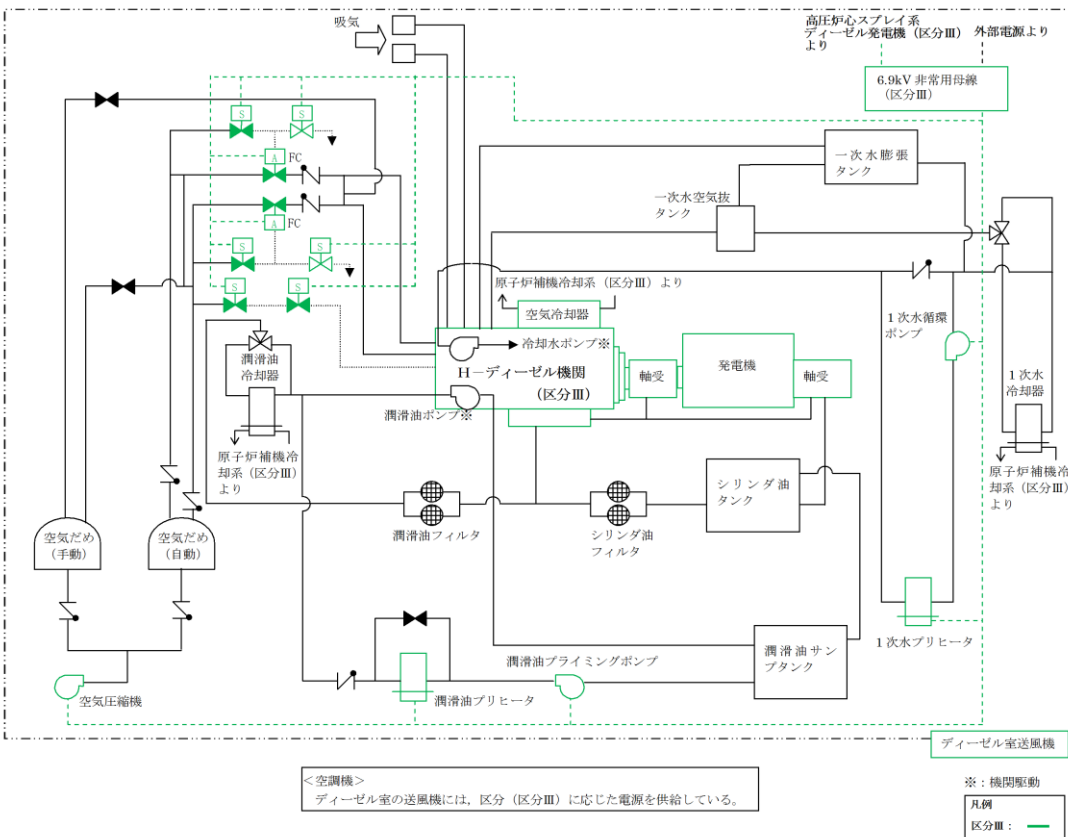 吸気
高圧炉心スプレイ系
ディーゼル発電機（区分Ⅲ）
より
外部電源より
6.9kV 非常用母線
（区分Ⅲ）
S
S
A
FC
A
FC
S
S
S
S
一次水膨張
タンク
一次水空気抜
タンク
原子炉補機冷却系（区分Ⅲ）より
空気冷却器
冷却水ポンプ※
H－ディーゼル機関
（区分Ⅲ）
潤滑油ポンプ※
軸受
発電機
軸受
１次水循環
ポンプ
１次水
冷却器
原子炉補機冷
却系（区分Ⅲ）
より
潤滑油
冷却器
原子炉補機冷
却系（区分Ⅲ）
より
潤滑油フィルタ
シリンダ油
フィルタ
シリンダ油
タンク
空気だめ
（手動）
空気だめ
（自動）
１次水プリヒータ
潤滑油サン
プタンク
潤滑油プライミングポンプ
潤滑油プリヒータ
空気圧縮機
ディーゼル室送風機
＜空調機＞
ディーゼル室の送風機には，区分（区分Ⅲ）に応じた電源を供給している。
※：機関駆動
凡例
区分Ⅲ：